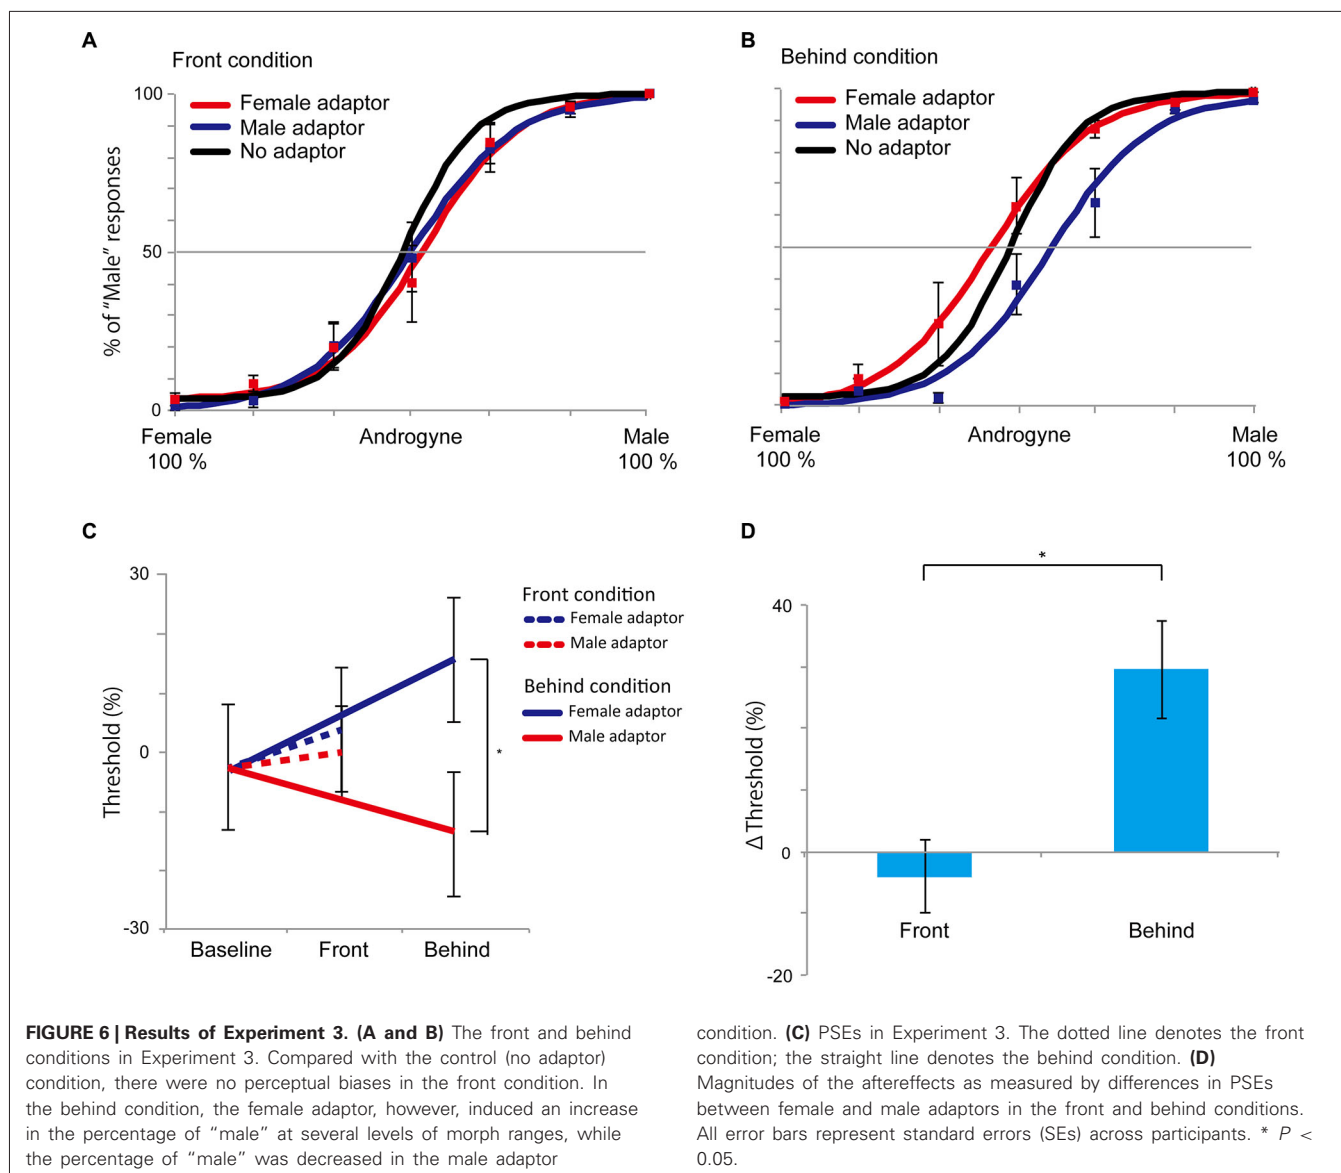 A
Front condition
Female adaptor
Male adaptor
No adaptor
% of “Male” responses
100
50
0
Female
100 %
Androgyne
Male
100 %
B
Behind condition
Female adaptor
Male adaptor
No adaptor
Female
100 %
Androgyne
Male
100 %
C
Threshold (%)
30
0
-30
Baseline
Front
Behind
Front condition
Female adaptor
Male adaptor
Behind condition
Female adaptor
Male adaptor
*
D
*
Δ Threshold (%)
40
0
-20
Front
Behind
FIGURE 6 | Results of Experiment 3. (A and B) The front and behind
conditions in Experiment 3. Compared with the control (no adaptor)
condition, there were no perceptual biases in the front condition. In
the behind condition, the female adaptor, however, induced an increase
in the percentage of “male” at several levels of morph ranges, while
the percentage of “male” was decreased in the male adaptor
condition. (C) PSEs in Experiment 3. The dotted line denotes the front
condition; the straight line denotes the behind condition. (D)
Magnitudes of the aftereffects as measured by differences in PSEs
between female and male adaptors in the front and behind conditions.
All error bars represent standard errors (SEs) across participants. * P <
0.05.